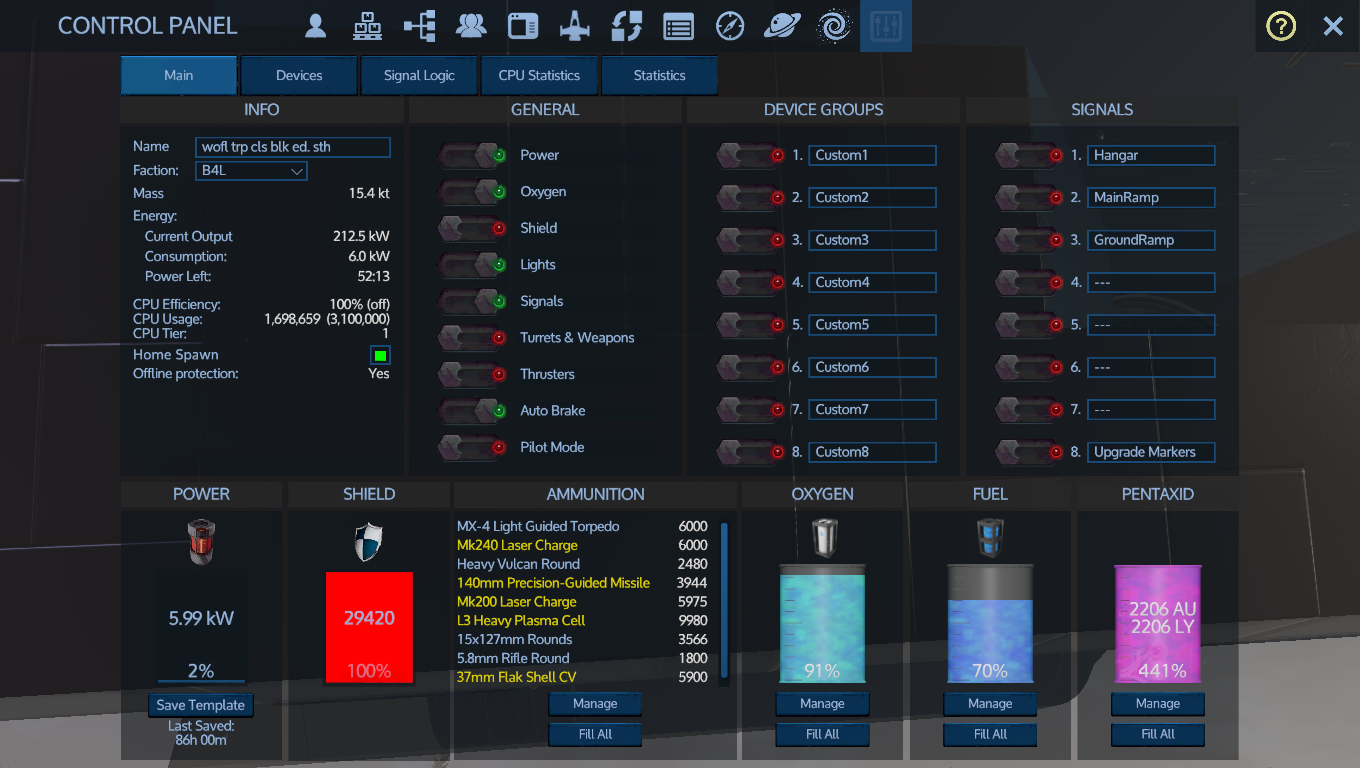 CONTROL PANEL
Main
Devices
Signal Logic
CPU Statistics
Statistics
INFO
Name
wofl trp cls blk ed. sth
Faction:
B4L
Mass
15.4 kt
Energy:
Current Output
212.5 kW
Consumption:
6.0 kW
Power Left:
52:13
CPU Efficiency:
100% (off)
CPU Usage:
1,698,659 (3,100,000)
CPU Tier:
1
Home Spawn
Offline protection:
Yes
GENERAL
Power
Oxygen
Shield
Lights
Signals
Turrets & Weapons
Thrusters
Auto Brake
Pilot Mode
DEVICE GROUPS
1. Custom1
2. Custom2
3. Custom3
4. Custom4
5. Custom5
6. Custom6
7. Custom7
8. Custom8
SIGNALS
1. Hangar
2. MainRamp
3. GroundRamp
4. ---
5. ---
6. ---
7. ---
8. Upgrade Markers
POWER
5.99 kW
2%
Save Template
Last Saved:
86h 00m
SHIELD
29420
100%
AMMUNITION
MX-4 Light Guided Torpedo 6000
Mk240 Laser Charge 6000
Heavy Vulcan Round 2480
140mm Precision-Guided Missile 3944
Mk200 Laser Charge 5975
L3 Heavy Plasma Cell 9980
15x127mm Rounds 3566
5.8mm Rifle Round 1800
37mm Flak Shell CV 5900
Manage
Fill All
OXYGEN
91%
Manage
Fill All
FUEL
70%
Manage
Fill All
PENTAXID
2206 AU
2206 LY
441%
Manage
Fill All